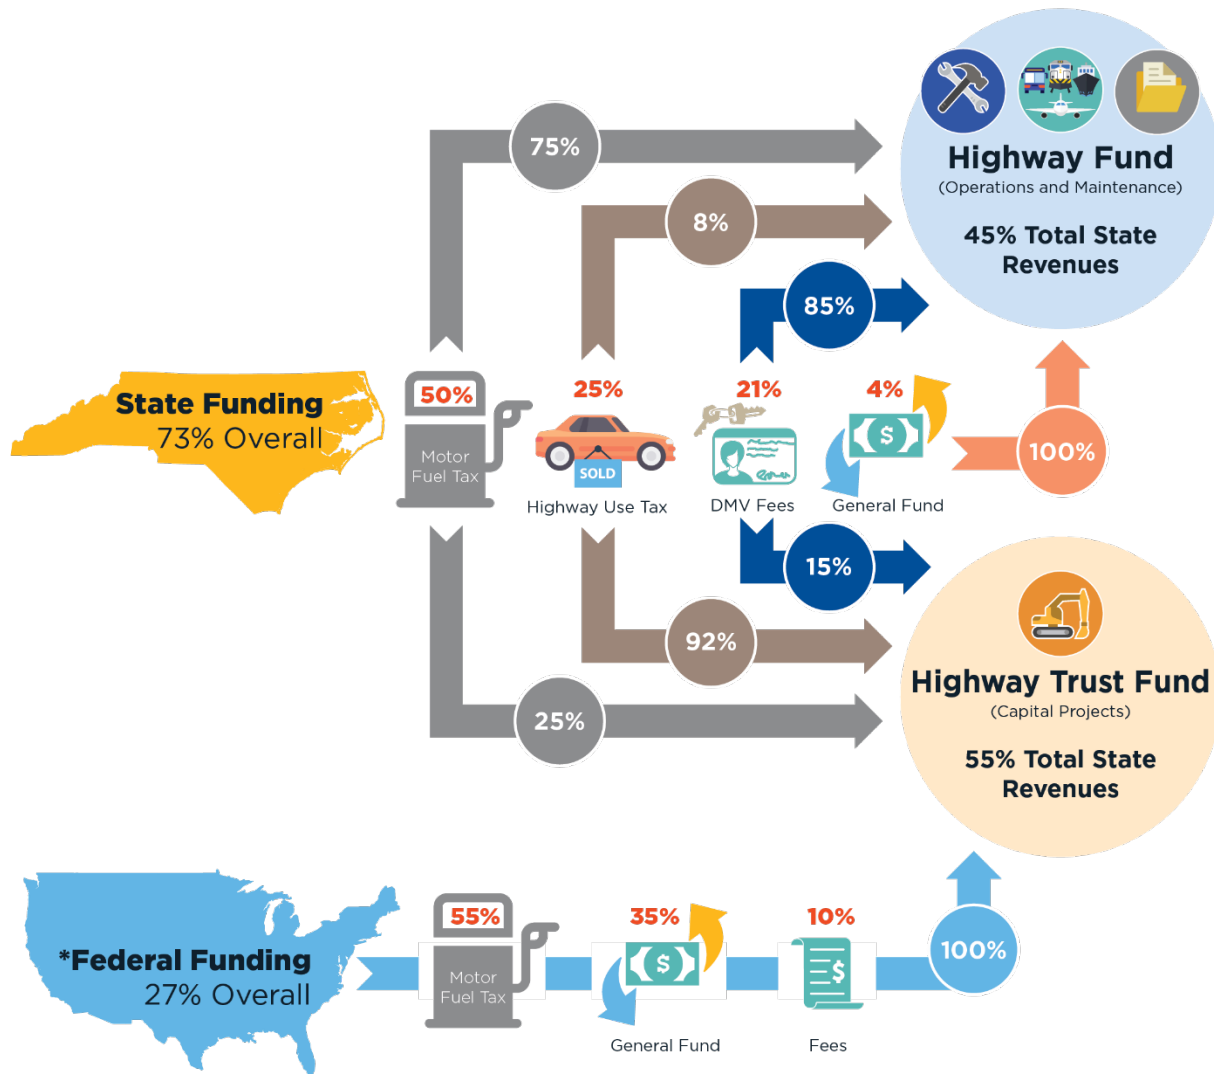 75%
Highway Fund
(Operations and Maintenance)
45% Total State
Revenues
8%
85%
State Funding
73% Overall
50%
Motor
Fuel Tax
25%
SOLD
Highway Use Tax
21%
DMV Fees
4%
$
General Fund
100%
15%
92%
25%
Highway Trust Fund
(Capital Projects)
55% Total State
Revenues
*Federal Funding
27% Overall
55%
Motor
Fuel Tax
35%
$
General Fund
10%
$
Fees
100%